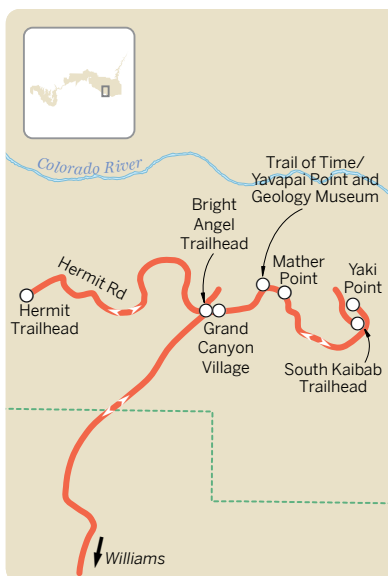 Colorado River
Trail of Time/
Yavapai Point and
Geology Museum
Bright
Angel
Trailhead
Hermit Rd
Mather
Point
Yaki
Point
Hermit
Trailhead
Grand
Canyon
Village
South Kaibab
Trailhead
Williams